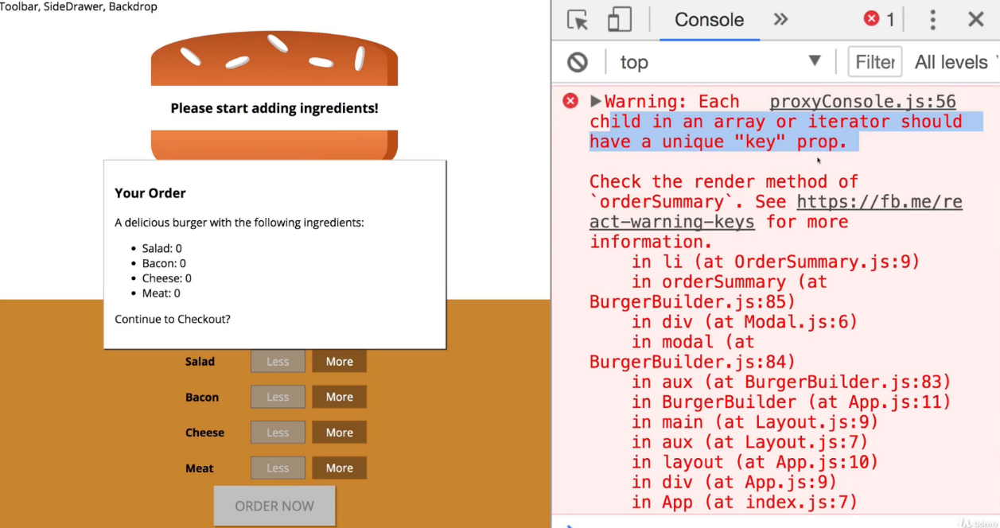 Toolbar, SideDrawer, Backdrop
Please start adding ingredients!
Your Order
A delicious burger with the following ingredients:
• Salad: 0
• Bacon: 0
• Cheese: 0
• Meat: 0
Continue to Checkout?
Salad Less More
Bacon Less More
Cheese Less More
Meat Less More
ORDER NOW
Console » 1
top Filter All levels
Warning: Each proxyConsole.js:56
child in an array or iterator should
have a unique "key" prop.
Check the render method of
`orderSummary`. See https://fb.me/re
act-warning-keys for more
information.
in li (at OrderSummary.js:9)
in orderSummary (at
BurgerBuilder.js:85)
in div (at Modal.js:6)
in modal (at
BurgerBuilder.js:84)
in aux (at BurgerBuilder.js:83)
in BurgerBuilder (at App.js:11)
in main (at Layout.js:9)
in aux (at Layout.js:7)
in layout (at App.js:10)
in div (at App.js:9)
in App (at index.js:7)
Udemy